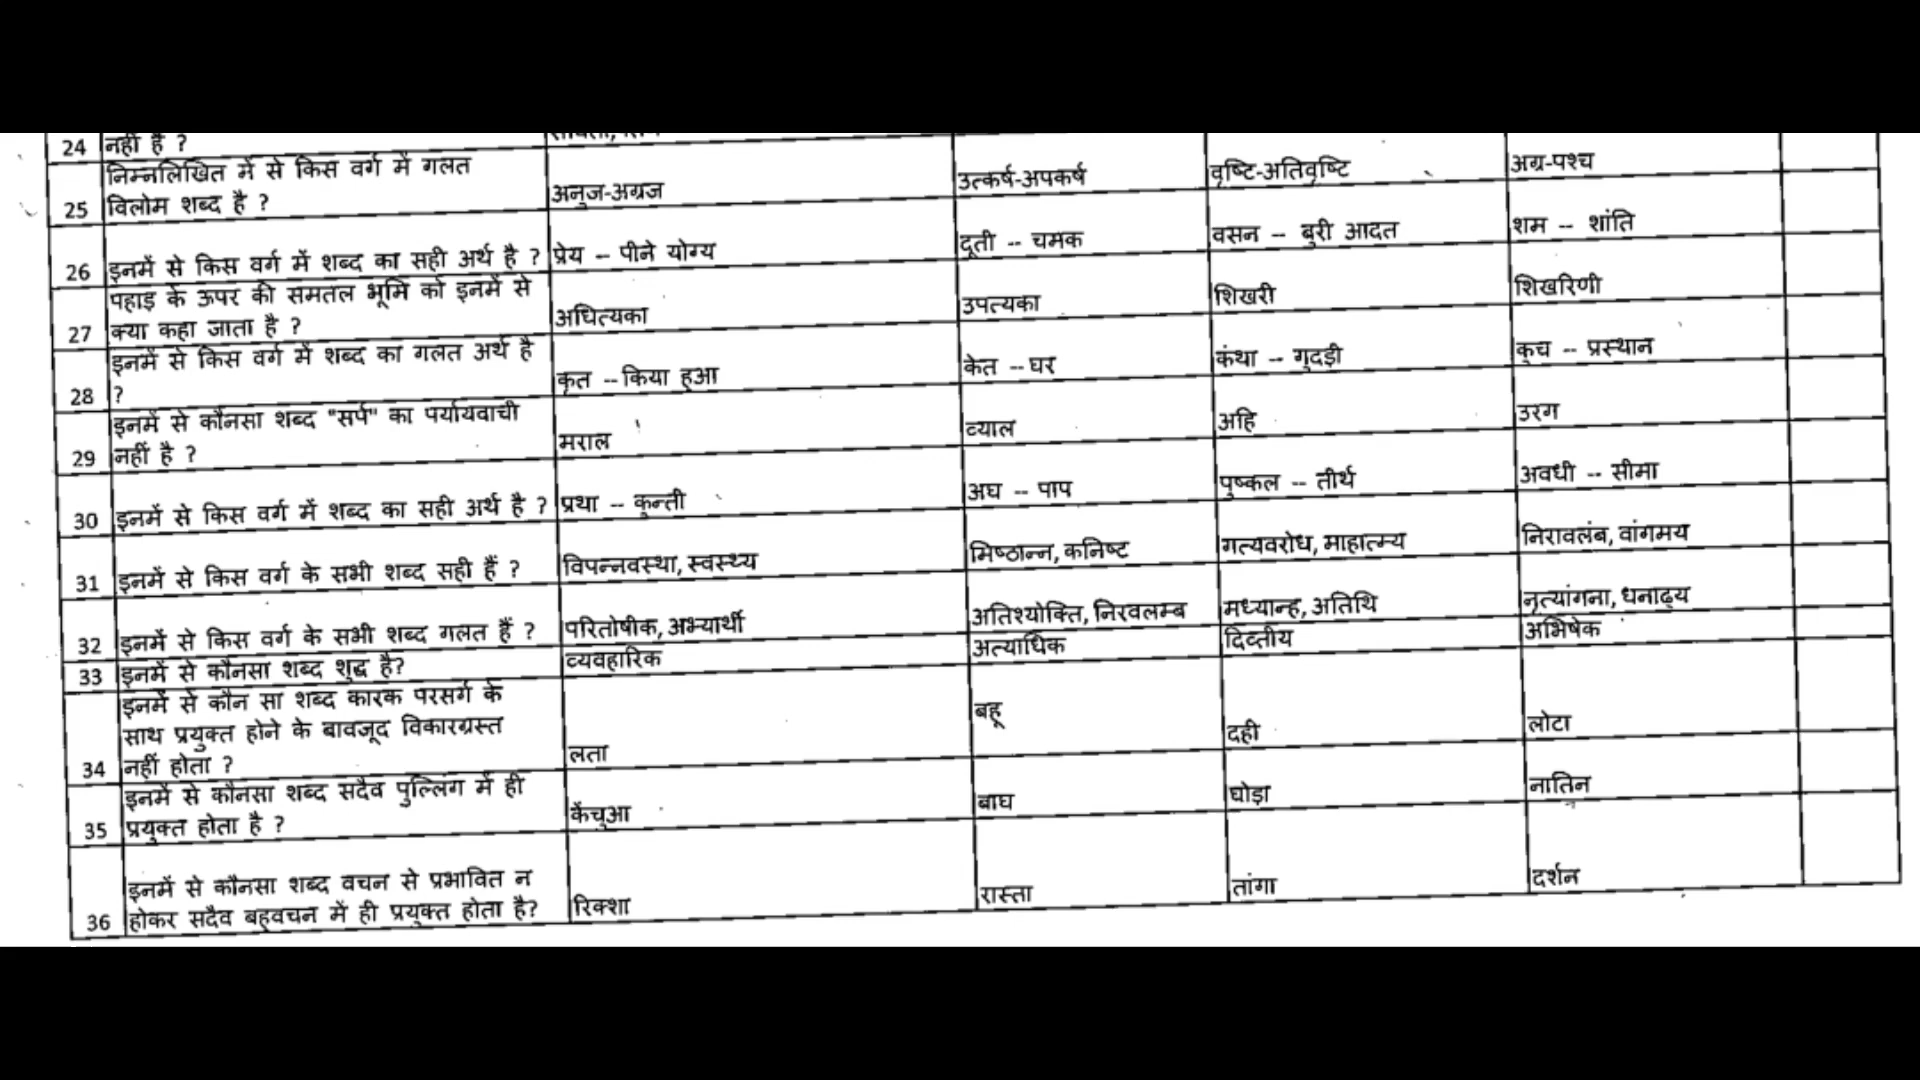 24 नहीं है ?
निम्नलिखित में से किस वर्ग में गलत
25 विलोम शब्द है ? अनुज-अग्रज उत्कर्ष-अपकर्ष वृष्टि-अतिवृष्टि अग्र-पश्च
26 इनमें से किस वर्ग में शब्द का सही अर्थ है ? प्रेय – पीने योग्य दूती -- चमक वसन -- बुरी आदत शम -- शांति
पहाड़ के ऊपर की समतल भूमि को इनमें से
27 क्या कहा जाता है ? अधित्यका उपत्यका शिखरी शिखरिणी
इनमें से किस वर्ग में शब्द का गलत अर्थ है
28 ? कृत --किया हुआ केत --घर कंथा -- गुदड़ी कुच -- प्रस्थान
इनमें से कौनसा शब्द "सर्प" का पर्यायवाची
29 नहीं है ? मराल व्याल अहि उरग
30 इनमें से किस वर्ग में शब्द का सही अर्थ है ? प्रथा -- कुन्ती अघ -- पाप पुष्कल -- तीर्थ अवधी -- सीमा
31 इनमें से किस वर्ग के सभी शब्द सही हैं ? विपन्नवस्था, स्वस्थ्य मिष्ठान्न, कनिष्ट गत्यवरोध, माहात्म्य निरावलंब, वांगमय
32 इनमें से किस वर्ग के सभी शब्द गलत हैं ? परितोषीक, अभ्यार्थी अतिश्योक्ति, निरवलम्ब मध्यान्ह, अतिथि नृत्यांगना, धनाढ्य
33 इनमें से कौनसा शब्द शुद्ध है? व्यवहारिक अत्याधिक दिव्तीय अभिषेक
इनमें से कौन सा शब्द कारक परसर्ग के
साथ प्रयुक्त होने के बावजूद विकारग्रस्त
34 नहीं होता ? लता बहू दही लोटा
इनमें से कौनसा शब्द सदैव पुल्लिंग में ही
35 प्रयुक्त होता है ? केंचुआ बाघ घोड़ा नातिन
इनमें से कौनसा शब्द वचन से प्रभावित न
36 होकर सदैव बहुवचन में ही प्रयुक्त होता है? रिक्शा रास्ता तांगा दर्शन